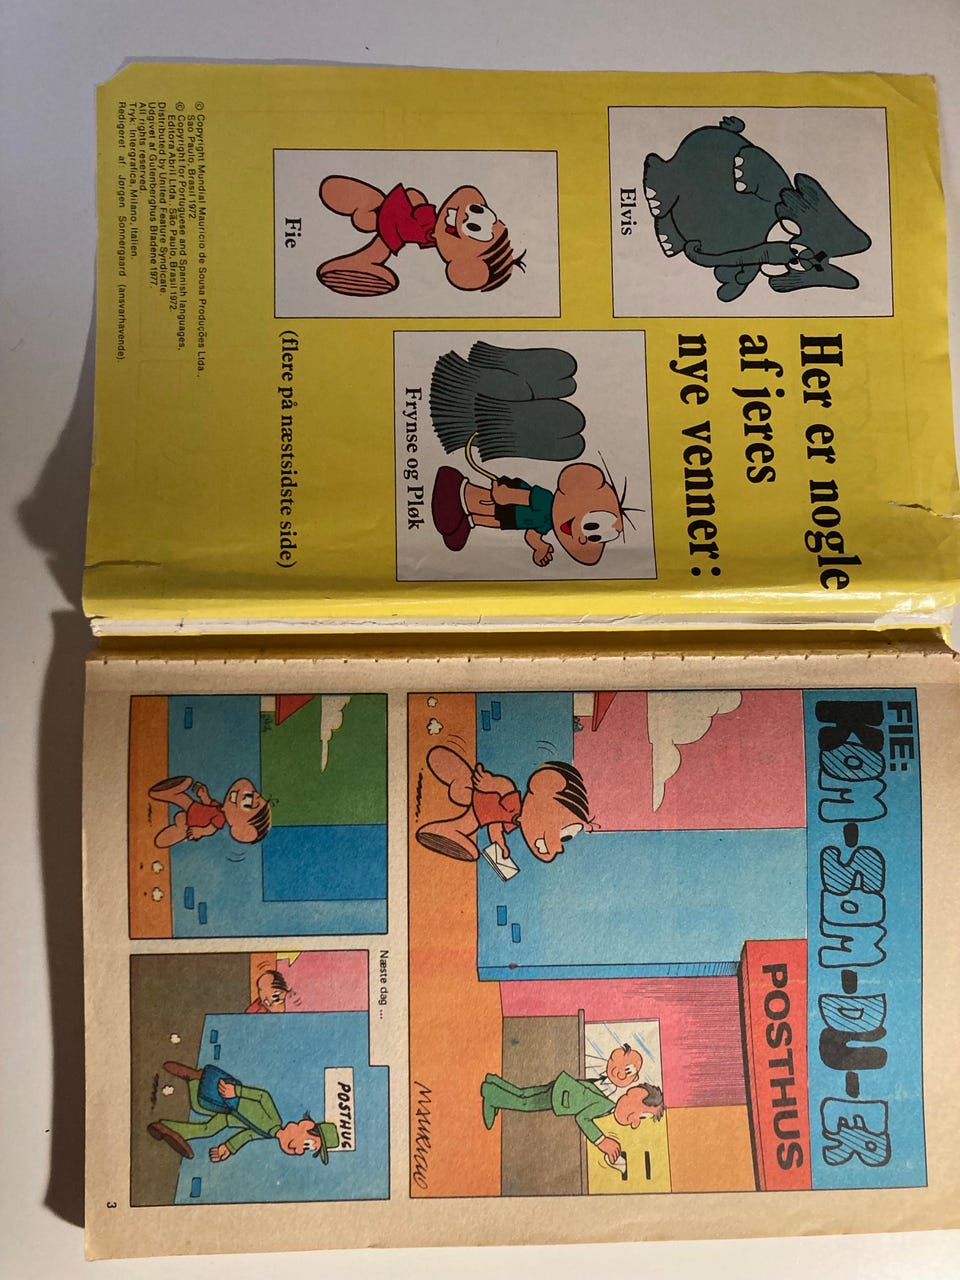 Her er nogle
af jeres
nye venner:
Elvis
Fie
Frynse og Pløk
(flere på næstsidste side)
© Copyright Mundial Mauricio de Sousa Produções Ltda.,
Sao Paulo, Brasil 1972
© Copyright for Portuguese and Spanish languages,
Editora Abril Ltda., São Paulo, Brasil 1972.
Distributed by United Feature Syndicate.
Udgivet af Gutenberghus Bladene 1977.
All rights reserved.
Tryk: Intergrafica, Milano, Italien.
Redigeret af: Jørgen Sonnergaard (ansvarhavende).
FIE:
KOM-SOM-DU-ER
POSTHUS
MAURICIO
Næste dag ...
POSTHUS
3